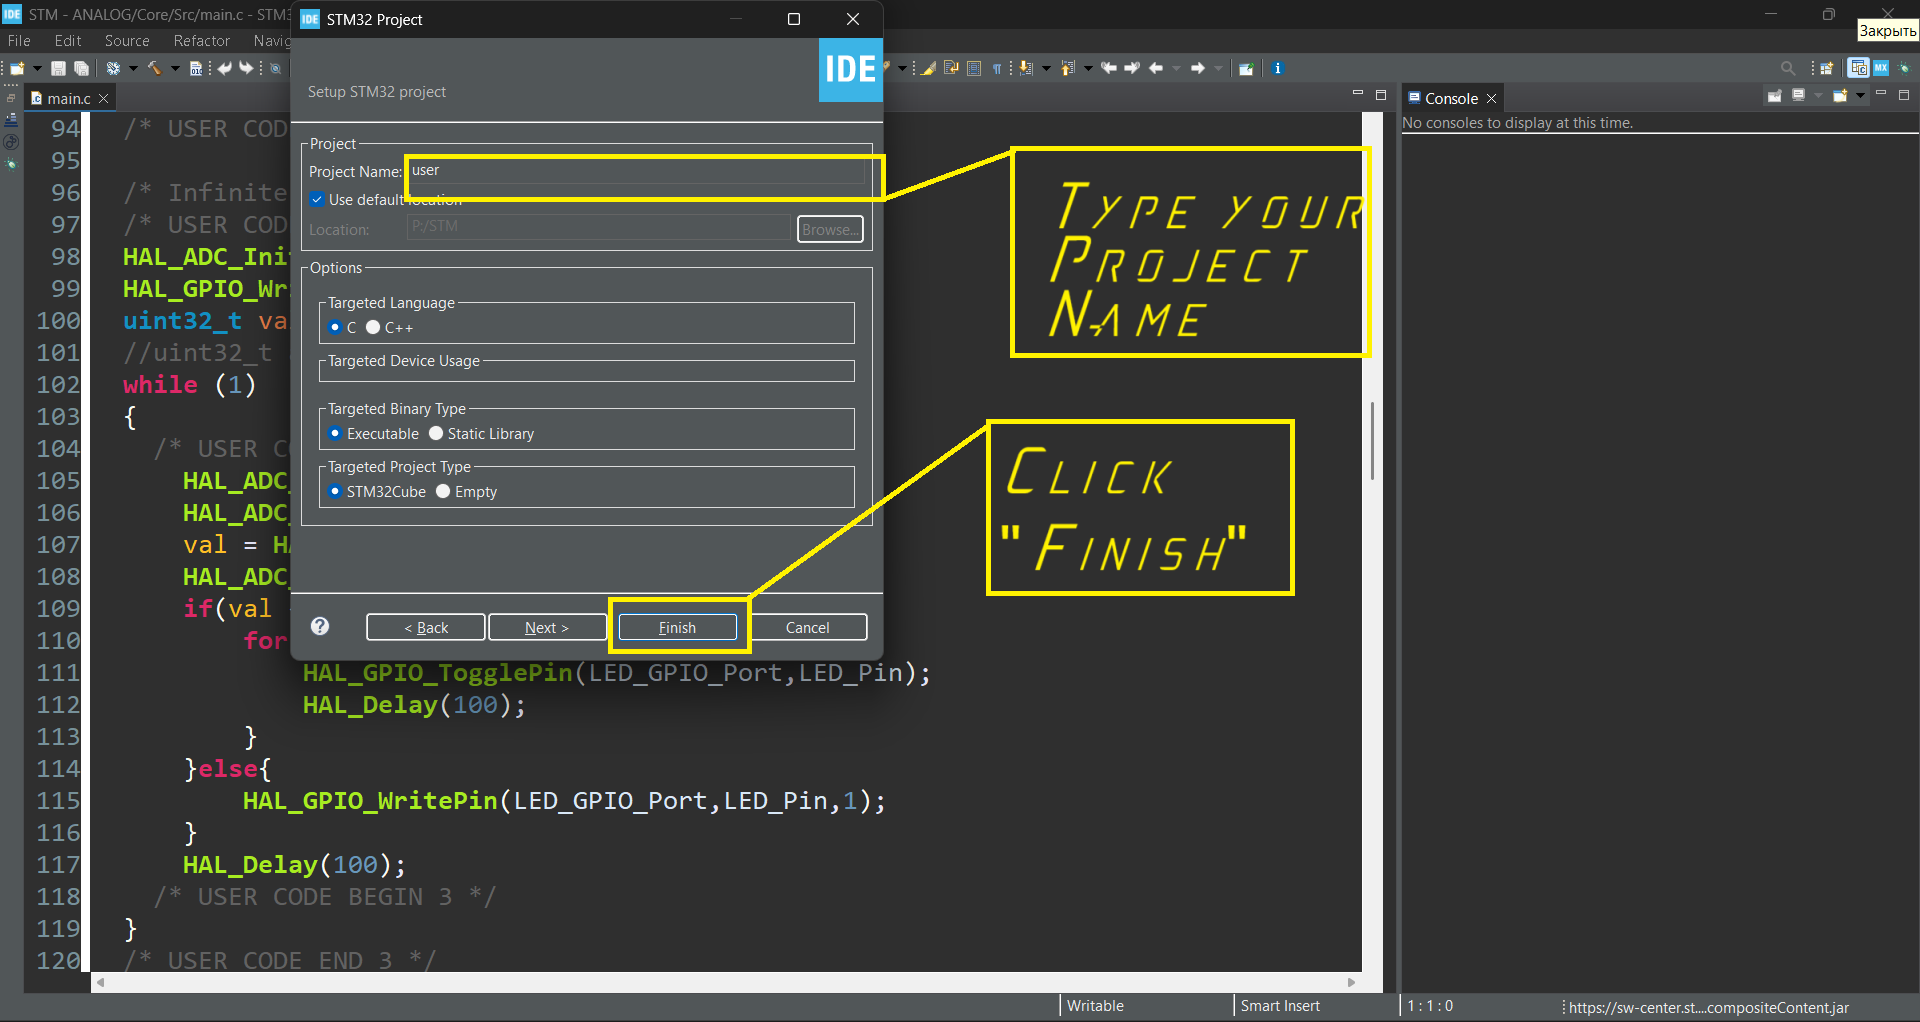 IDE STM - ANALOG/Core/Src/main.c - STM3
IDE STM32 Project
Закрыть
File Edit Source Refactor Navig
IDE
Setup STM32 project
main.c
Console
No consoles to display at this time.
Project
Project Name: user
Use default location
Location: P:/STM Browse...
Options
Targeted Language
C C++
Targeted Device Usage
Targeted Binary Type
Executable Static Library
Targeted Project Type
STM32Cube Empty
< Back Next > Finish Cancel
TYPE YOUR
PROJECT
NAME
CLICK
"FINISH"
94 /* USER COD
95
96 /* Infinite
97 /* USER COD
98 HAL_ADC_Ini
99 HAL_GPIO_Wr
100 uint32_t va
101 //uint32_t
102 while (1)
103 {
104 /* USER C
105 HAL_ADC_
106 HAL_ADC_
107 val = H
108 HAL_ADC_
109 if(val
110 for
111 HAL_GPIO_TogglePin(LED_GPIO_Port,LED_Pin);
112 HAL_Delay(100);
113 }
114 }else{
115 HAL_GPIO_WritePin(LED_GPIO_Port,LED_Pin,1);
116 }
117 HAL_Delay(100);
118 /* USER CODE BEGIN 3 */
119 }
120 /* USER CODE END 3 */
Writable Smart Insert 1 : 1 : 0 https://sw-center.st....compositeContent.jar